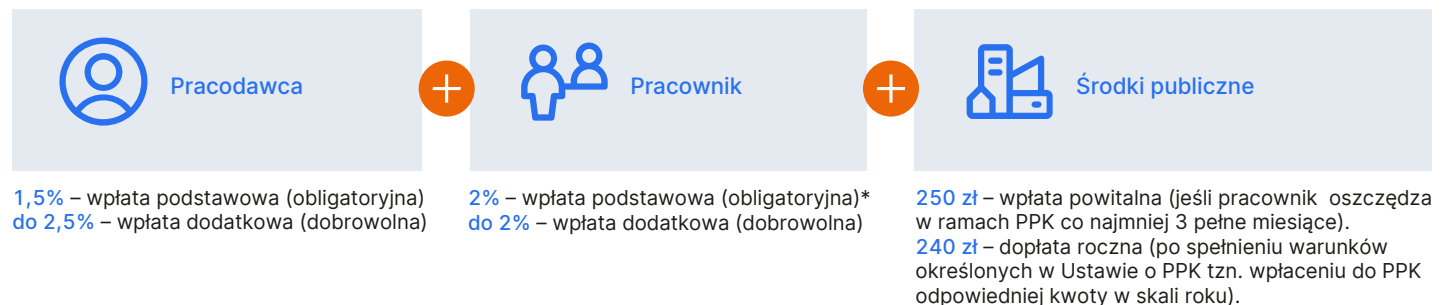 Pracodawca
Pracownik
Środki publiczne
1,5% – wpłata podstawowa (obligatoryjna)
do 2,5% – wpłata dodatkowa (dobrowolna)
2% – wpłata podstawowa (obligatoryjna)*
do 2% – wpłata dodatkowa (dobrowolna)
250 zł – wpłata powitalna (jeśli pracownik oszczędza
w ramach PPK co najmniej 3 pełne miesiące).
240 zł – dopłata roczna (po spełnieniu warunków
określonych w Ustawie o PPK tzn. wpłaceniu do PPK
odpowiedniej kwoty w skali roku).